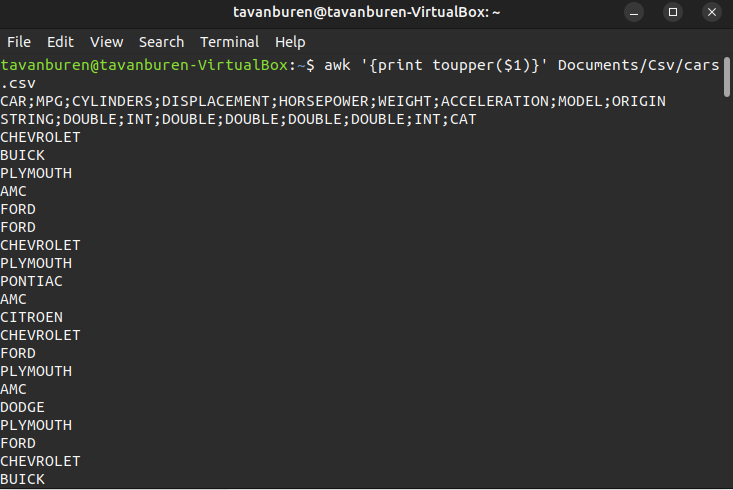 tavanburen@tavanburen-VirtualBox: ~
File Edit View Search Terminal Help
tavanburen@tavanburen-VirtualBox:~$ awk '{print toupper($1)}' Documents/Csv/cars
.csv
CAR;MPG;CYLINDERS;DISPLACEMENT;HORSEPOWER;WEIGHT;ACCELERATION;MODEL;ORIGIN
STRING;DOUBLE;INT;DOUBLE;DOUBLE;DOUBLE;DOUBLE;INT;CAT
CHEVROLET
BUICK
PLYMOUTH
AMC
FORD
FORD
CHEVROLET
PLYMOUTH
PONTIAC
AMC
CITROEN
CHEVROLET
FORD
PLYMOUTH
AMC
DODGE
PLYMOUTH
FORD
CHEVROLET
BUICK